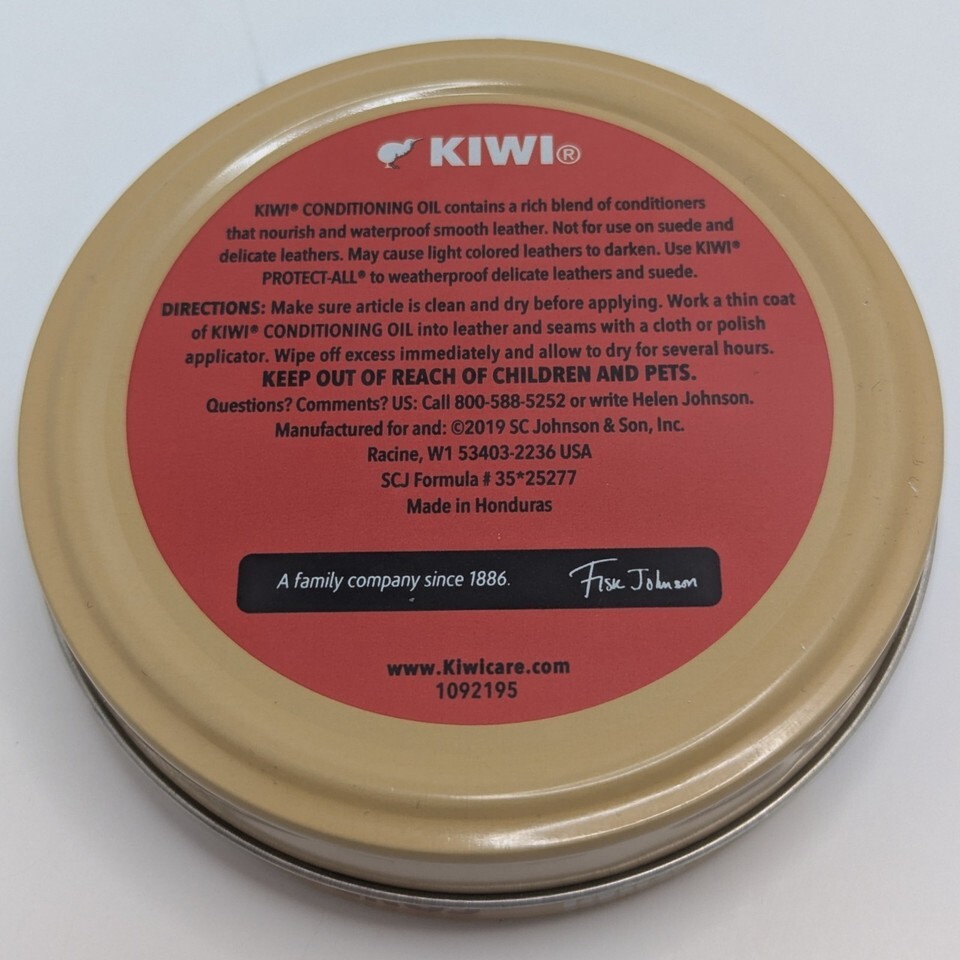 KIWI®
KIWI® CONDITIONING OIL contains a rich blend of conditioners
that nourish and waterproof smooth leather. Not for use on suede and
delicate leathers. May cause light colored leathers to darken. Use KIWI®
PROTECT-ALL® to weatherproof delicate leathers and suede.
DIRECTIONS: Make sure article is clean and dry before applying. Work a thin coat
of KIWI® CONDITIONING OIL into leather and seams with a cloth or polish
applicator. Wipe off excess immediately and allow to dry for several hours.
KEEP OUT OF REACH OF CHILDREN AND PETS.
Questions? Comments? US: Call 800-588-5252 or write Helen Johnson.
Manufactured for and: ©2019 SC Johnson & Son, Inc.
Racine, W1 53403-2236 USA
SCJ Formula # 35*25277
Made in Honduras
A family company since 1886. Fisk Johnson
www.Kiwicare.com
1092195